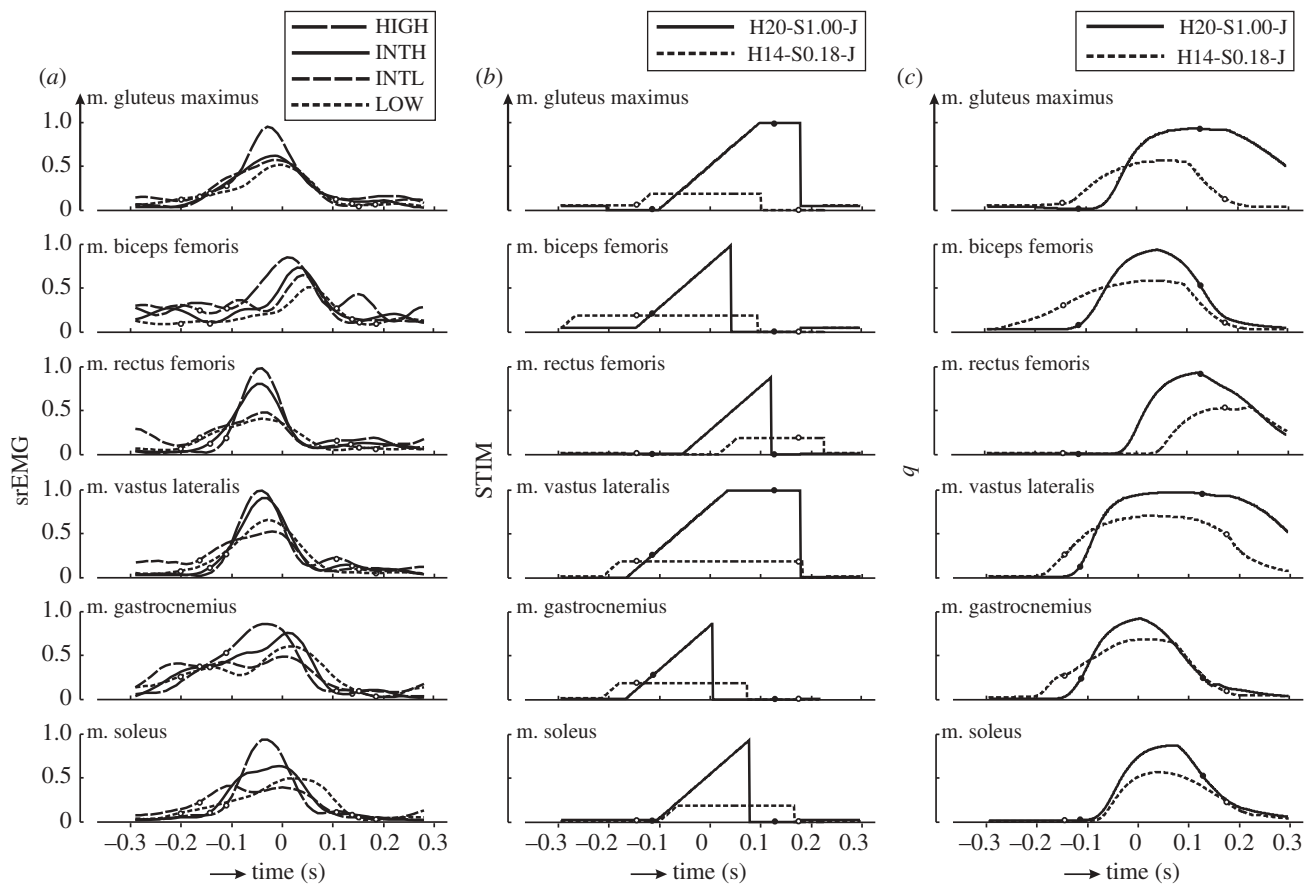 (a)
HIGH
INTH
INTL
LOW
srEMG
m. gluteus maximus
1.0
0.5
0
m. biceps femoris
1.0
0.5
0
m. rectus femoris
1.0
0.5
0
m. vastus lateralis
1.0
0.5
0
m. gastrocnemius
1.0
0.5
0
m. soleus
1.0
0.5
0
–0.3 –0.2 –0.1 0 0.1 0.2 0.3
time (s)
(b)
H20-S1.00-J
H14-S0.18-J
STIM
m. gluteus maximus
m. biceps femoris
m. rectus femoris
m. vastus lateralis
m. gastrocnemius
m. soleus
–0.3 –0.2 –0.1 0 0.1 0.2 0.3
time (s)
(c)
H20-S1.00-J
H14-S0.18-J
q
m. gluteus maximus
m. biceps femoris
m. rectus femoris
m. vastus lateralis
m. gastrocnemius
m. soleus
–0.3 –0.2 –0.1 0 0.1 0.2 0.3
time (s)